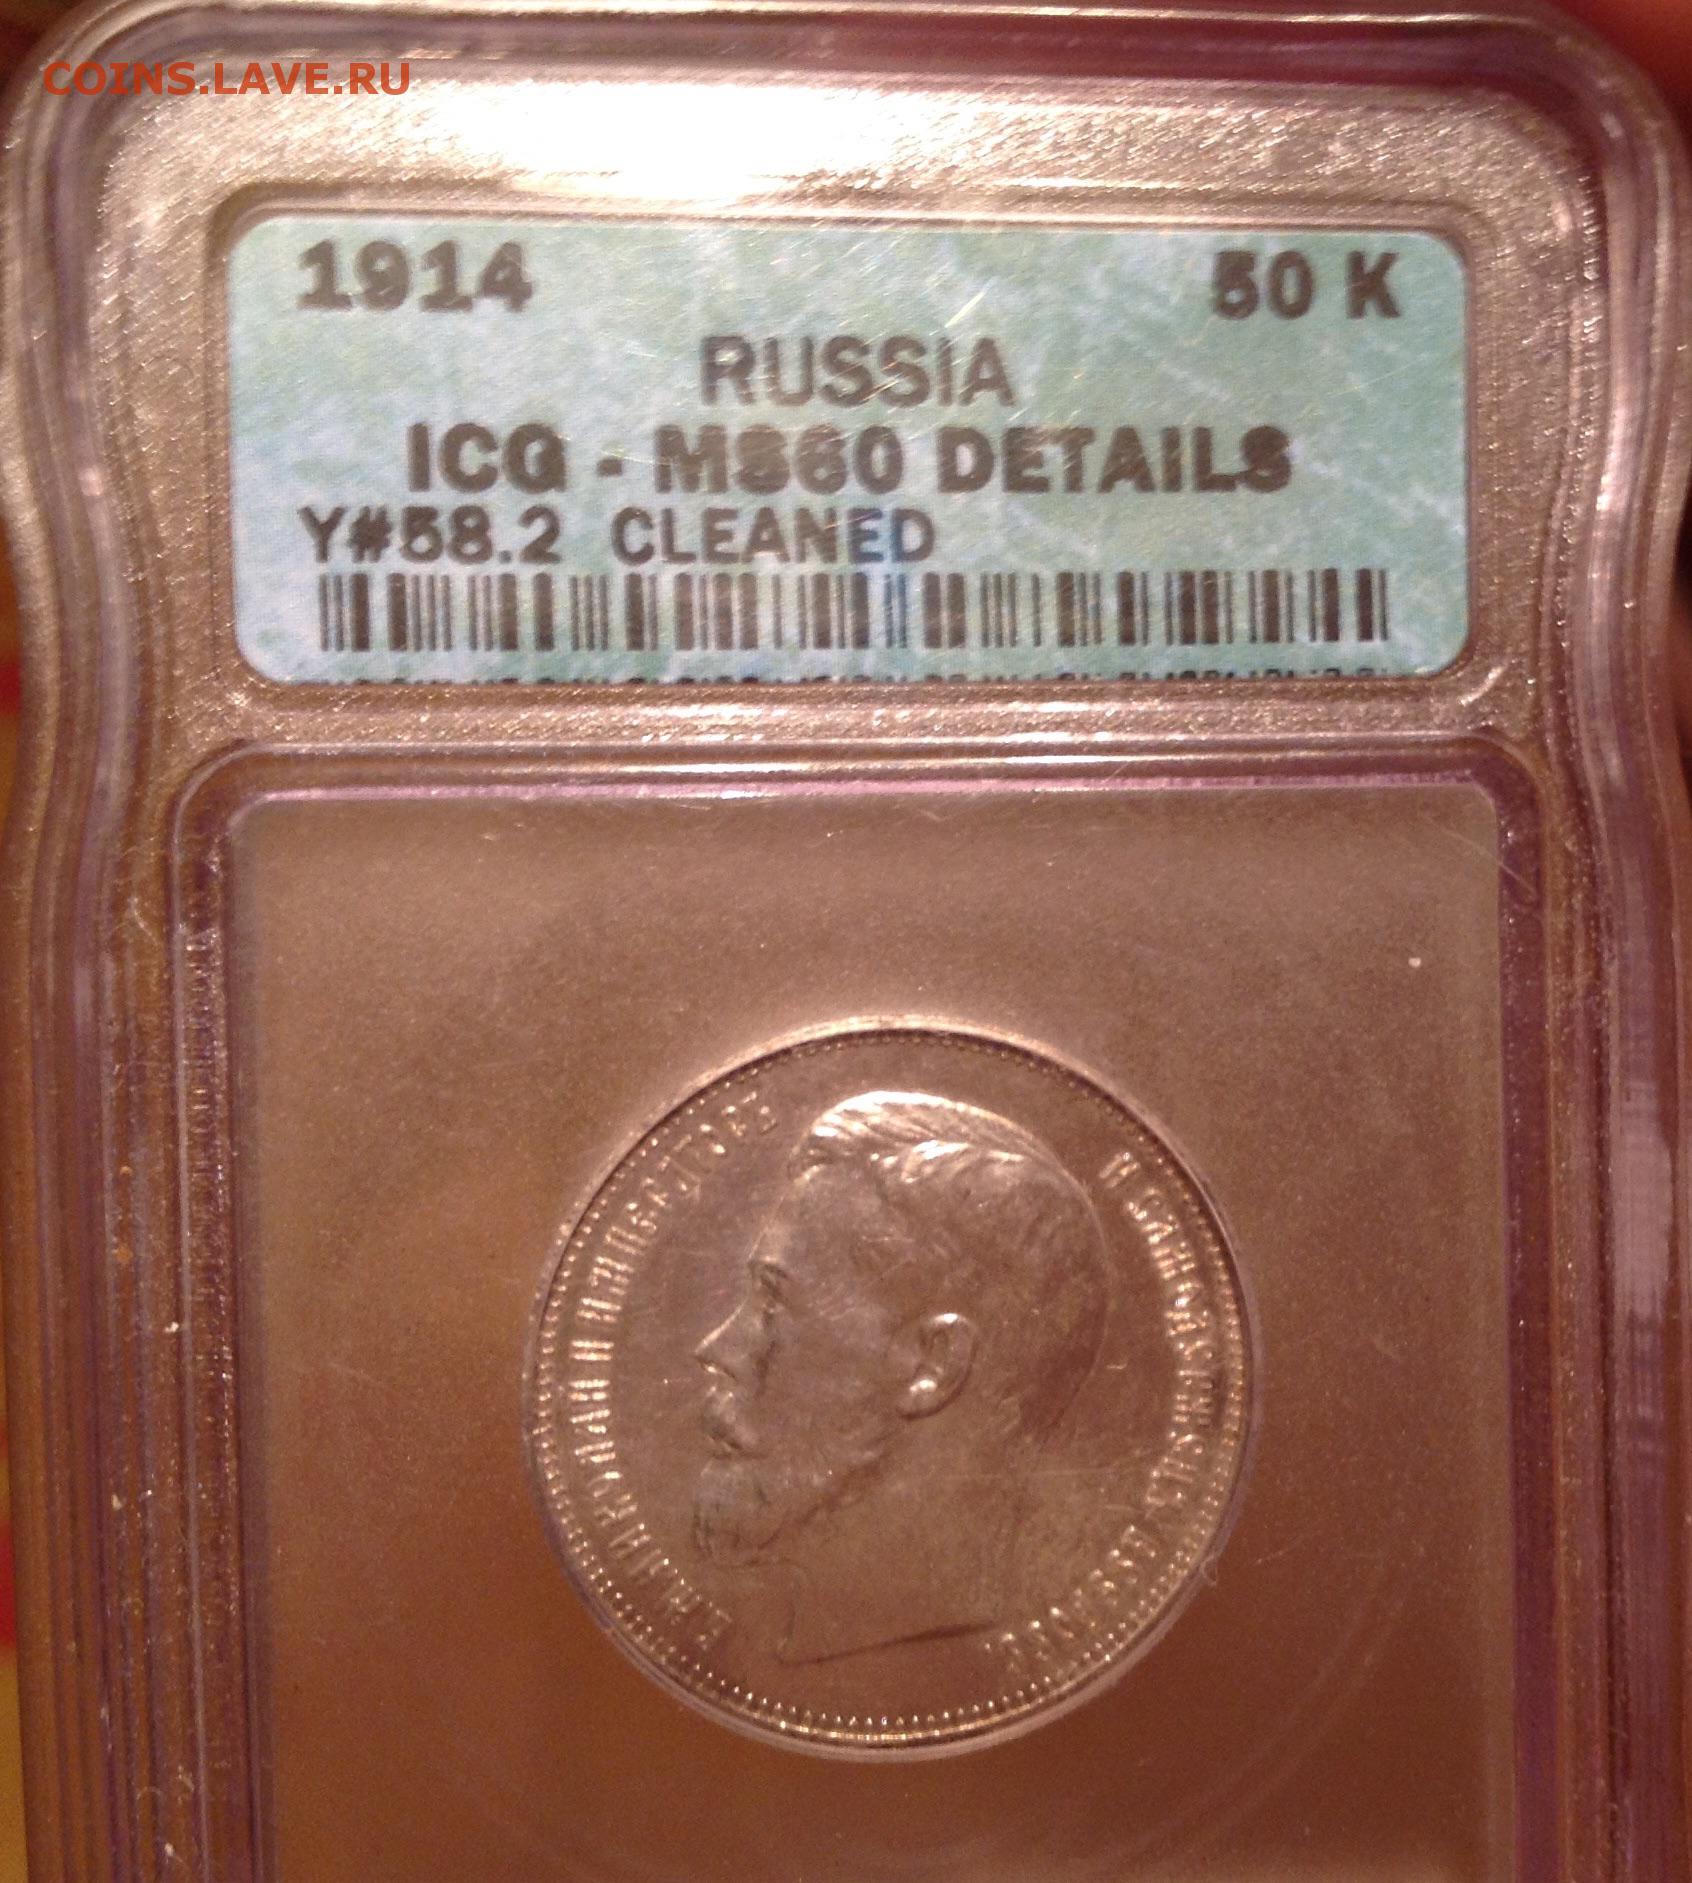 COINS.LAVE.RU
1914 50 K
RUSSIA
ICG - MS60 DETAILS
Y#58.2 CLEANED